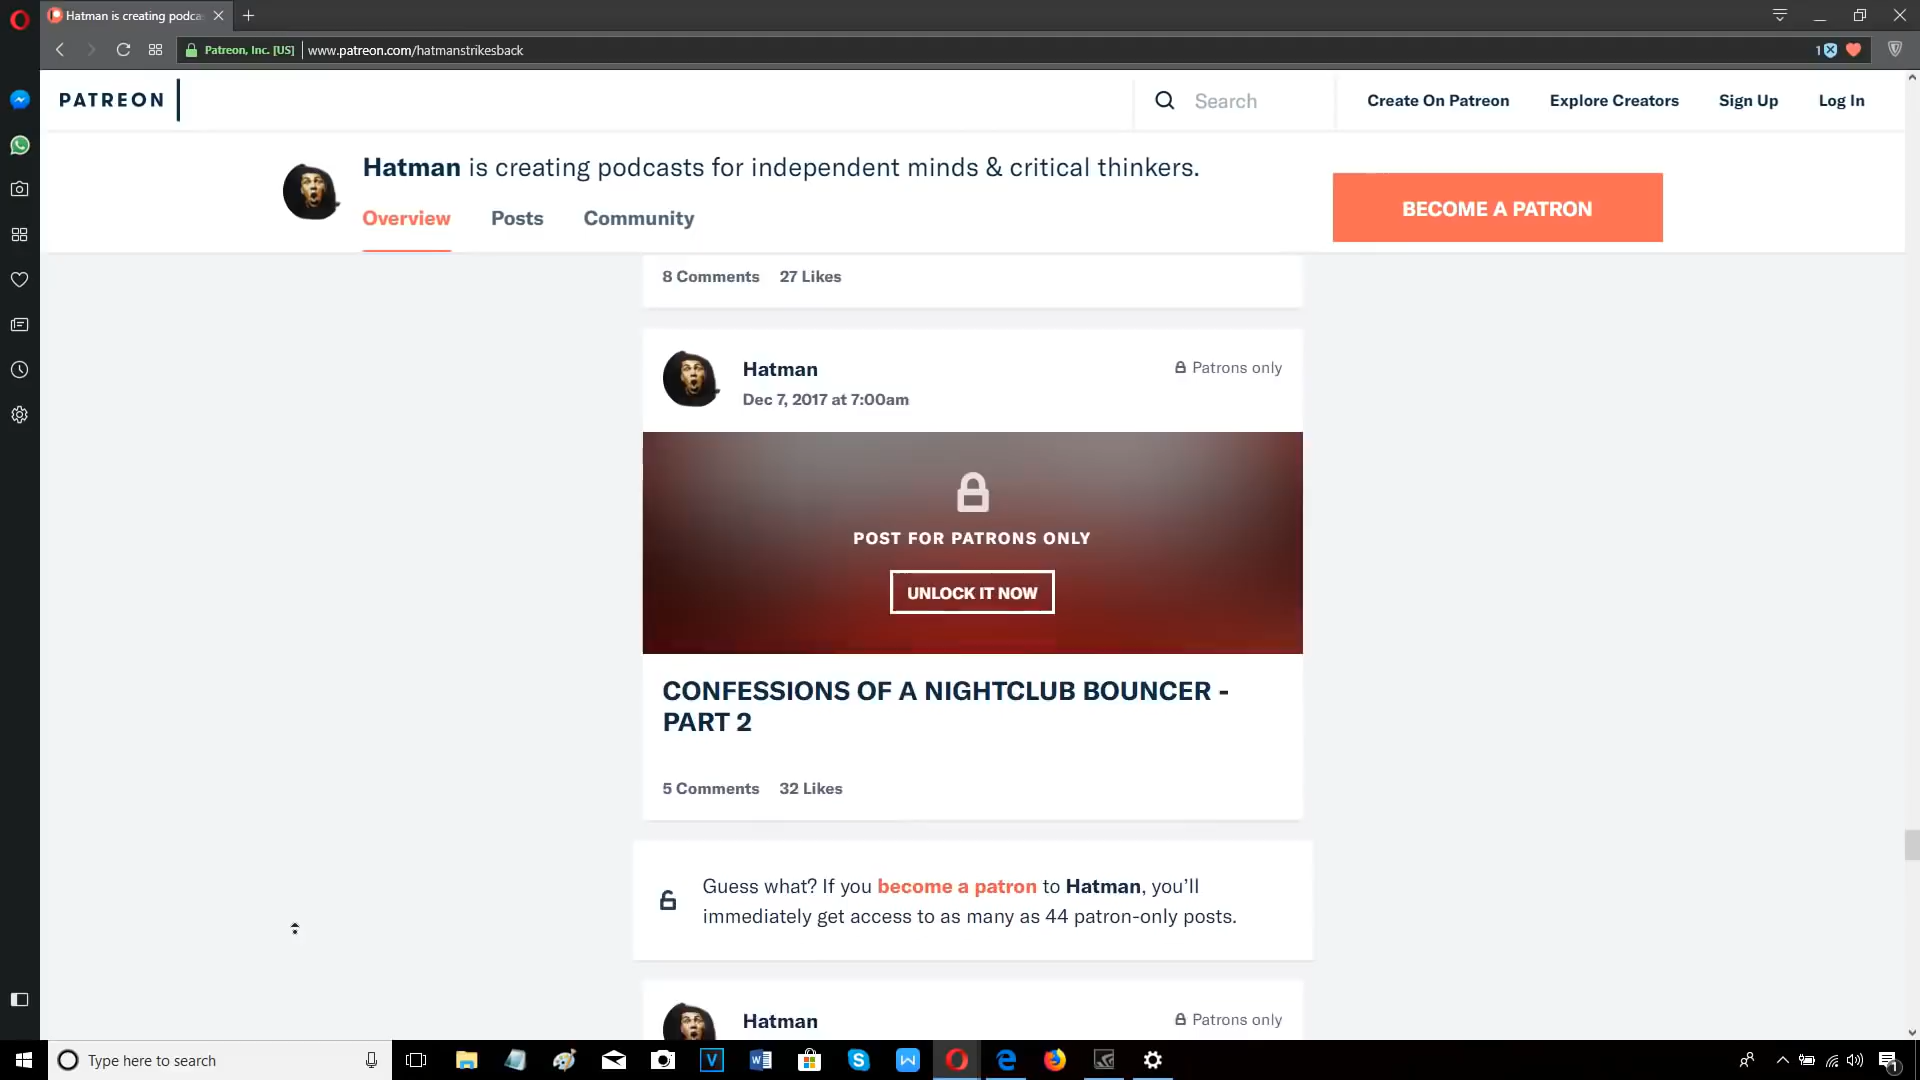 Hatman is creating podca
Patreon, Inc. [US]
www.patreon.com/hatmanstrikesback
1
PATREON
Search
Create On Patreon
Explore Creators
Sign Up
Log In
Hatman is creating podcasts for independent minds & critical thinkers.
Overview
Posts
Community
BECOME A PATRON
8 Comments
27 Likes
Hatman
Patrons only
Dec 7, 2017 at 7:00am
POST FOR PATRONS ONLY
UNLOCK IT NOW
CONFESSIONS OF A NIGHTCLUB BOUNCER -
PART 2
5 Comments
32 Likes
Guess what? If you become a patron to Hatman, you'll
immediately get access to as many as 44 patron-only posts.
Hatman
Patrons only
Type here to search
1